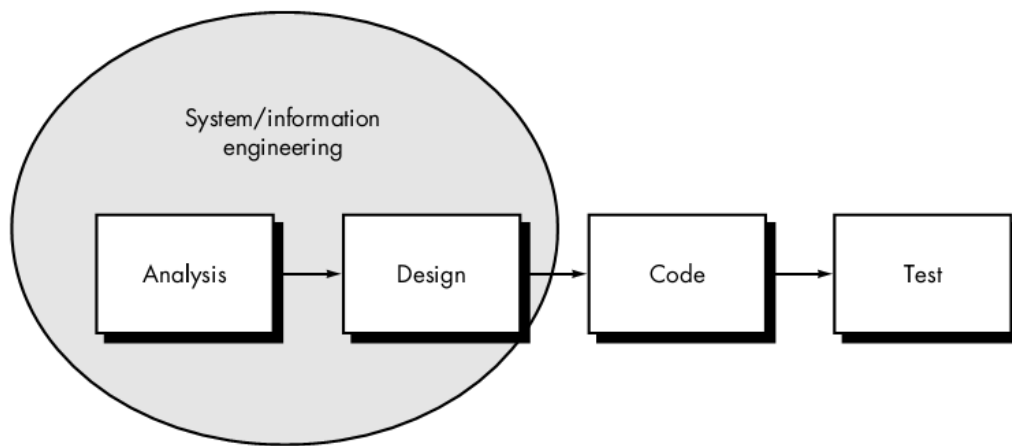 System/information
engineering
Analysis
Design
Code
Test